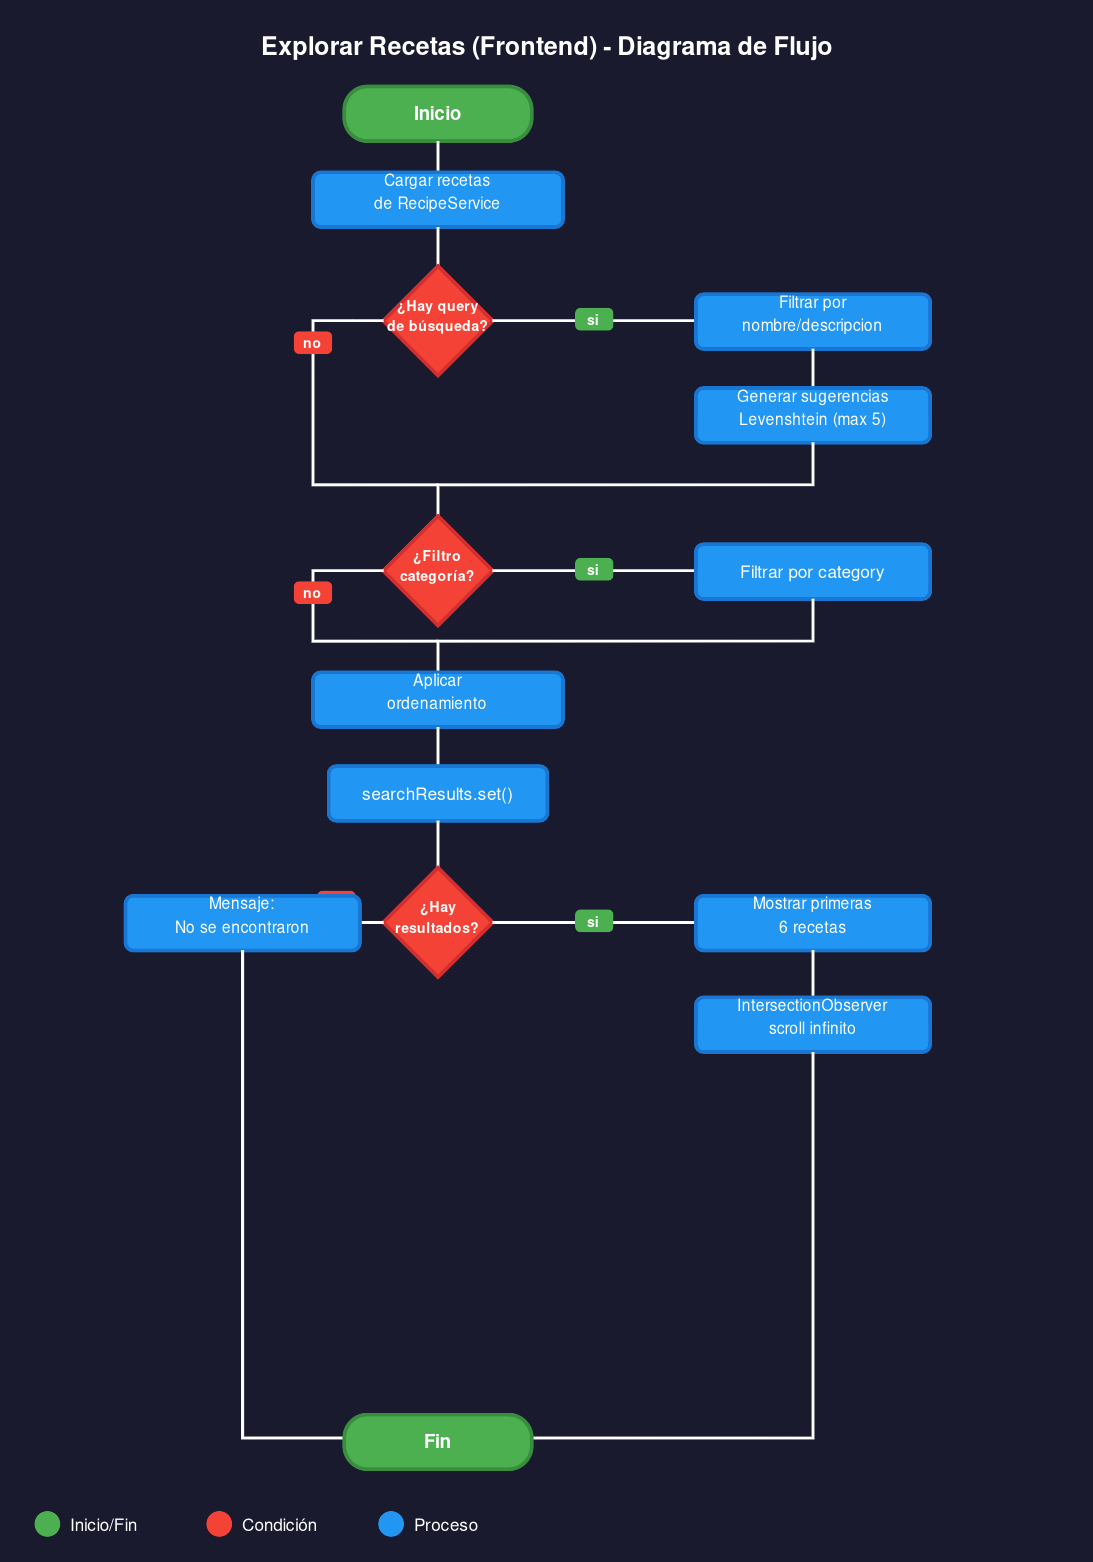 Explorar Recetas (Frontend) - Diagrama de Flujo
Inicio
Cargar recetas
de RecipeService
¿Hay query
de búsqueda?
si
no
Filtrar por
nombre/descripcion
Generar sugerencias
Levenshtein (max 5)
¿Filtro
categoría?
si
no
Filtrar por category
Aplicar
ordenamiento
searchResults.set()
¿Hay
resultados?
si
Mensaje:
No se encontraron
Mostrar primeras
6 recetas
IntersectionObserver
scroll infinito
Fin
Inicio/Fin
Condición
Proceso